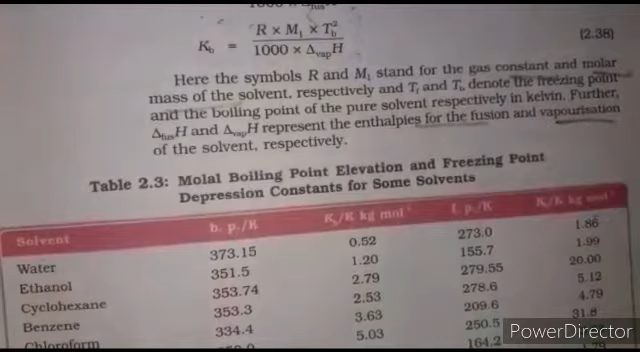 K_b = R × M₁ × T_b² / 1000 × Δ_vap H (2.38)
Here the symbols R and M₁ stand for the gas constant and molar
mass of the solvent, respectively and T_f and T_b denote the freezing point
and the boiling point of the pure solvent respectively in kelvin. Further,
Δ_fus H and Δ_vap H represent the enthalpies for the fusion and vapourisation
of the solvent, respectively.
Table 2.3: Molal Boiling Point Elevation and Freezing Point
Depression Constants for Some Solvents
Solvent b. p./K K_b/K kg mol⁻¹ f. p./K K_f/K kg mol⁻¹
Water 373.15 0.52 273.0 1.86
Ethanol 351.5 1.20 155.7 1.99
Cyclohexane 353.74 2.79 279.55 20.00
Benzene 353.3 2.53 278.6 5.12
Chloroform 334.4 3.63 209.6 4.79
5.03 250.5 31.8
164.2
PowerDirector